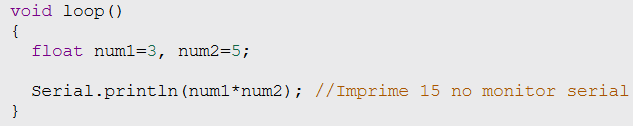 void loop()
{
  float num1=3, num2=5;
  Serial.println(num1*num2); //Imprime 15 no monitor serial
}